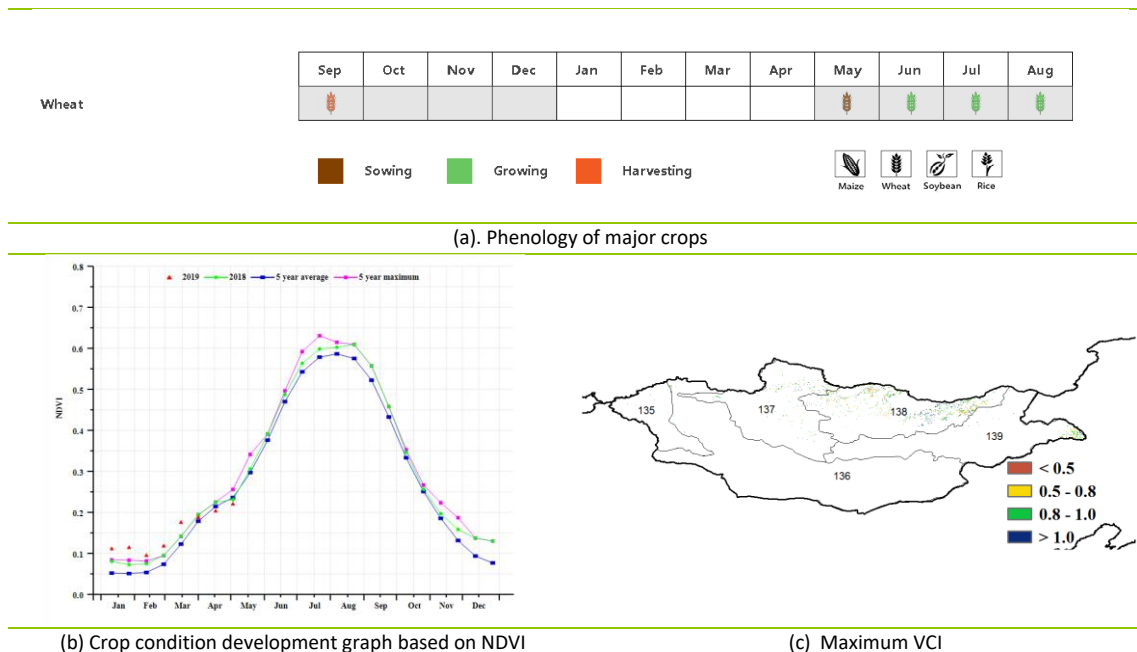 Sep Oct Nov Dec Jan Feb Mar Apr May Jun Jul Aug
Wheat
Sowing Growing Harvesting
Maize Wheat Soybean Rice
(a). Phenology of major crops
0.8
2019 2018 5 year average 5 year maximum
0.7
0.6
0.5
NDVI
0.4
0.3
0.2
0.1
0.0
Jan Feb Mar Apr May Jun Jul Aug Sep Oct Nov Dec
135
137
138
139
136
< 0.5
0.5 - 0.8
0.8 - 1.0
> 1.0
(b) Crop condition development graph based on NDVI
(c) Maximum VCI